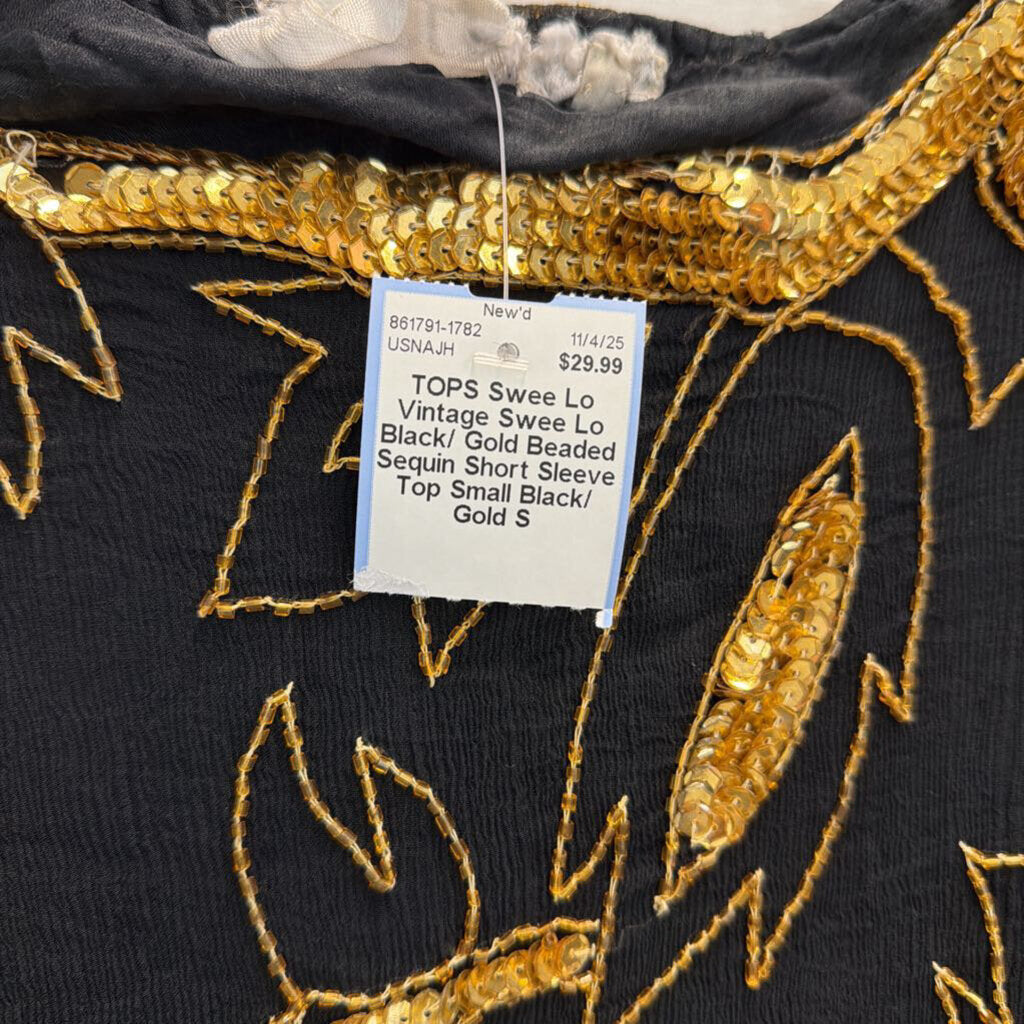 New'd
861791-1782 11/4/25
USNAJH $29.99
TOPS Swee Lo
Vintage Swee Lo
Black/ Gold Beaded
Sequin Short Sleeve
Top Small Black/
Gold S